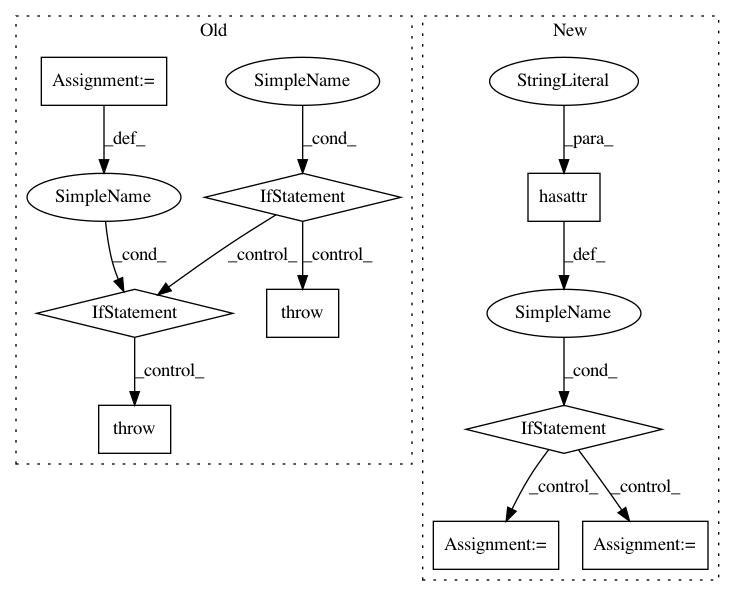 Old
New
Assignment:=
SimpleName
StringLiteral
_def_
_cond_
_para_
SimpleName
IfStatement
hasattr
_cond_
_control_
_control_
_def_
IfStatement
throw
SimpleName
_control_
_cond_
throw
IfStatement
_control_
_control_
Assignment:=
Assignment:=